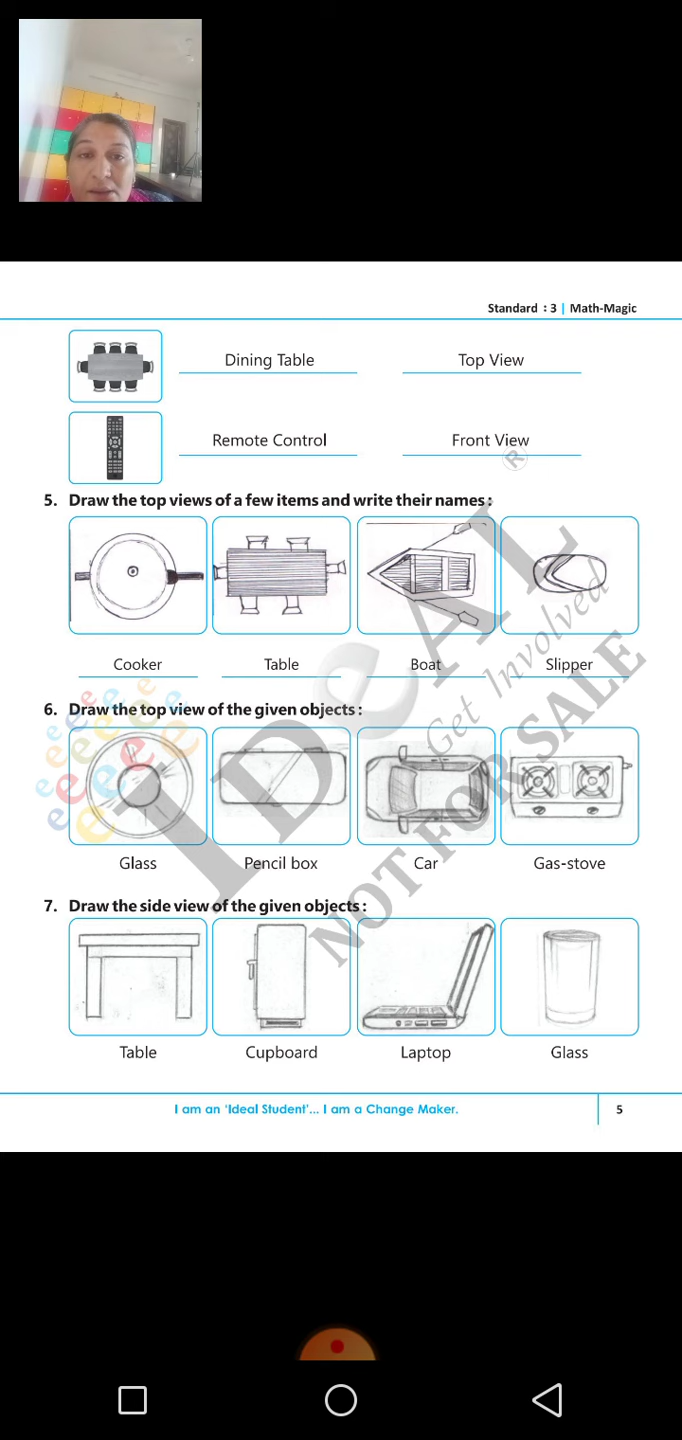 Standard : 3 | Math-Magic
Dining Table Top View
Remote Control Front View
5. Draw the top views of a few items and write their names :
Cooker Table Boat Slipper
6. Draw the top view of the given objects :
Glass Pencil box Car Gas-stove
7. Draw the side view of the given objects :
Table Cupboard Laptop Glass
IDeAL
®
Get Involved
NOT FOR SALE
I am an ‘Ideal Student’... I am a Change Maker.
5